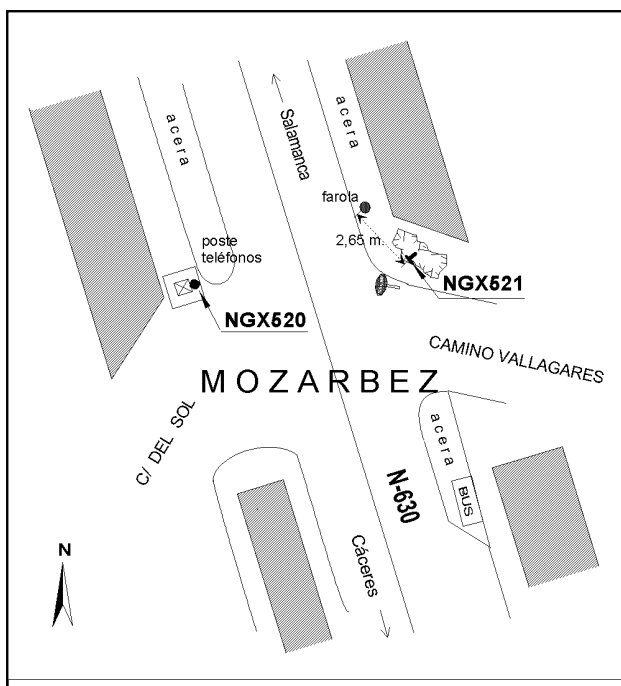 acera
Salamanca
acera
farola
2,65 m.
poste
teléfonos
NGX521
NGX520
CAMINO VALLAGARES
MOZARBEZ
C/ DEL SOL
acera
BUS
N-630
Cáceres
N